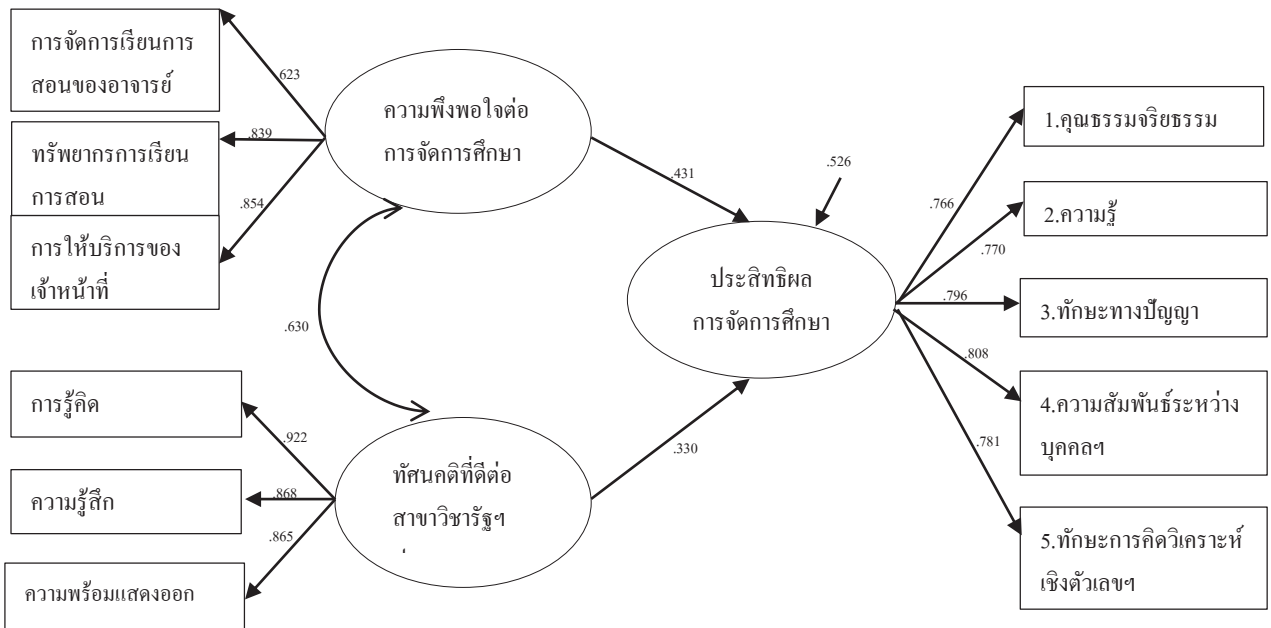 การจัดการเรียนการ
สอนของอาจารย์
623
ความพึงพอใจต่อ
การจัดการศึกษา
ทรัพยากรการเรียน
การสอน
.839
.854
การให้บริการของ
เจ้าหน้าที่
.630
.431
.526
ประสิทธิผล
การจัดการศึกษา
1.คุณธรรมจริยธรรม
.766
2.ความรู้
.770
3.ทักษะทางปัญญา
.796
4.ความสัมพันธ์ระหว่าง
บุคคลฯ
.808
5.ทักษะการคิดวิเคราะห์
เชิงตัวเลขฯ
.781
การรู้คิด
.922
ความรู้สึก
.868
ความพร้อมแสดงออก
.865
ทัศนคติที่ดีต่อ
สาขาวิชารัฐฯ
.330